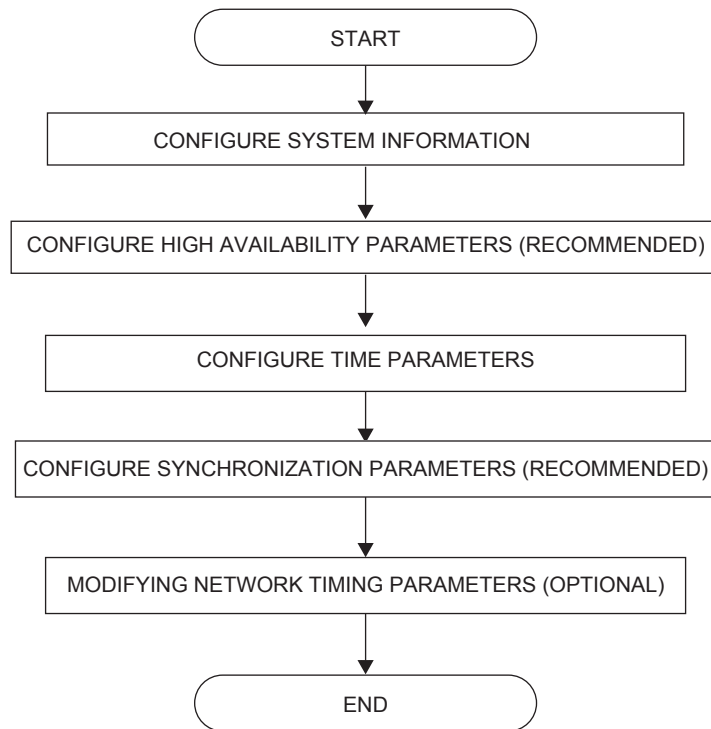 START
CONFIGURE SYSTEM INFORMATION
CONFIGURE HIGH AVAILABILITY PARAMETERS (RECOMMENDED)
CONFIGURE TIME PARAMETERS
CONFIGURE SYNCHRONIZATION PARAMETERS (RECOMMENDED)
MODIFYING NETWORK TIMING PARAMETERS (OPTIONAL)
END